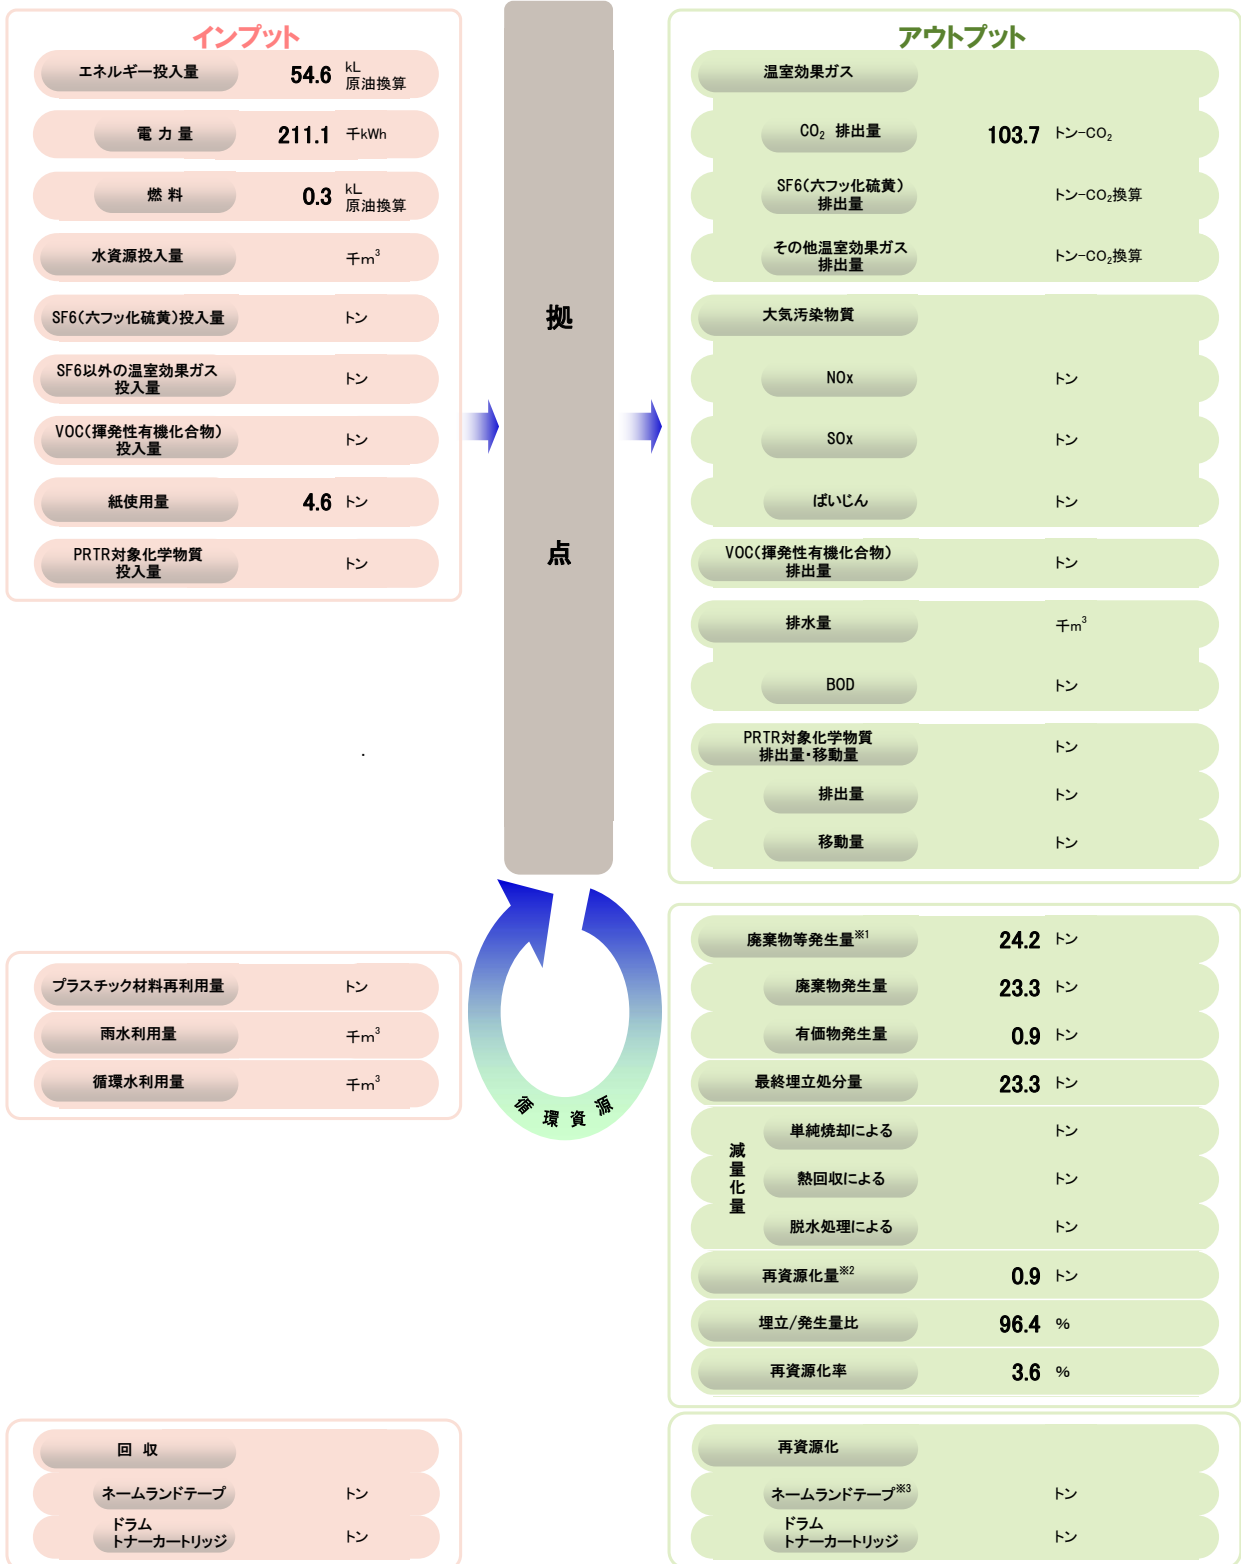 インプット
エネルギー投入量 54.6 kL
原油換算
電力量 211.1 千kWh
燃料 0.3 kL
原油換算
水資源投入量 千m³
SF6(六フッ化硫黄)投入量 トン
SF6以外の温室効果ガス
投入量 トン
VOC(揮発性有機化合物)
投入量 トン
紙使用量 4.6 トン
PRTR対象化学物質
投入量 トン
拠
点
アウトプット
温室効果ガス
CO₂ 排出量 103.7 トン-CO₂
SF6(六フッ化硫黄)
排出量 トン-CO₂換算
その他温室効果ガス
排出量 トン-CO₂換算
大気汚染物質
NOx トン
SOx トン
ばいじん トン
VOC(揮発性有機化合物)
排出量 トン
排水量 千m³
BOD トン
PRTR対象化学物質
排出量・移動量 トン
排出量 トン
移動量 トン
プラスチック材料再利用量 トン
雨水利用量 千m³
循環水利用量 千m³
循環資源
廃棄物等発生量※1 24.2 トン
廃棄物発生量 23.3 トン
有価物発生量 0.9 トン
最終埋立処分量 23.3 トン
減量化量
単純焼却による トン
熱回収による トン
脱水処理による トン
再資源化量※2 0.9 トン
埋立/発生量比 96.4 %
再資源化率 3.6 %
回収
ネームランドテープ トン
ドラム
トナーカートリッジ トン
再資源化
ネームランドテープ※3 トン
ドラム
トナーカートリッジ トン